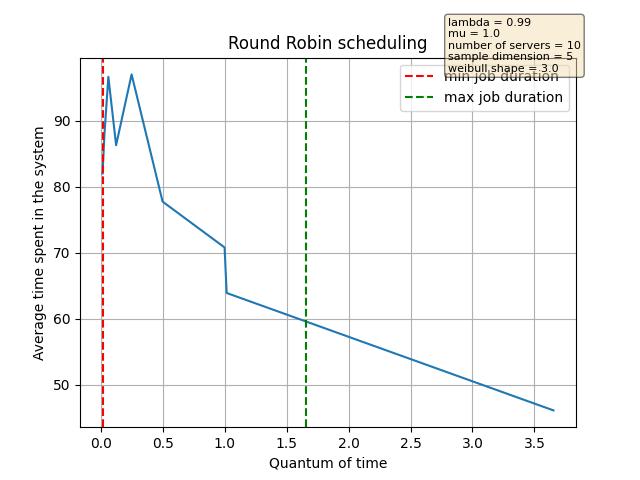 Round Robin scheduling
lambda = 0.99
mu = 1.0
number of servers = 10
sample dimension = 5
weibull shape = 3.0
min job duration
max job duration
Average time spent in the system
90
80
70
60
50
0.0 0.5 1.0 1.5 2.0 2.5 3.0 3.5
Quantum of time